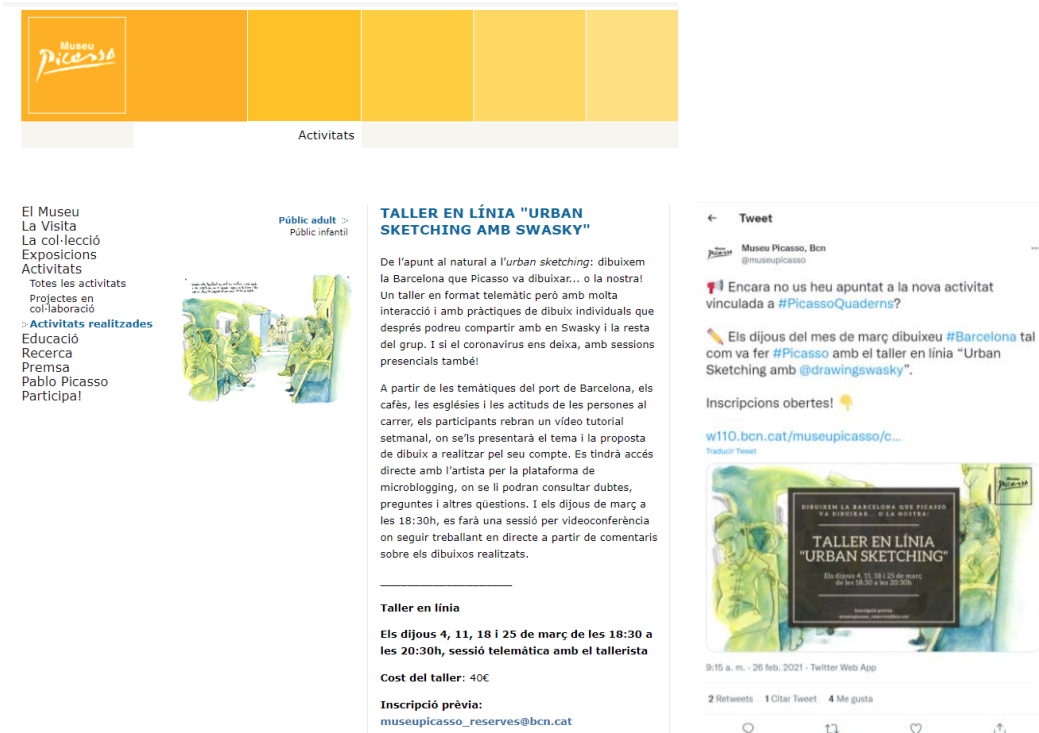 Museu
Picasso
Activitats
El Museu
La Visita
La col·lecció
Exposicions
Activitats
Totes les activitats
Projectes en
col·laboració
Activitats realitzades
Educació
Recerca
Premsa
Pablo Picasso
Participa!
Públic adult >
Públic infantil
TALLER EN LÍNIA "URBAN
SKETCHING AMB SWASKY"
De l'apunt al natural a l'urban sketching: dibuixem
la Barcelona que Picasso va dibuixar... o la nostra!
Un taller en format telemàtic però amb molta
interacció i amb pràctiques de dibuix individuals que
després podreu compartir amb en Swasky i la resta
del grup. I si el coronavirus ens deixa, amb sessions
presencials també!
A partir de les temàtiques del port de Barcelona, els
cafès, les esglésies i les actituds de les persones al
carrer, els participants rebran un vídeo tutorial
setmanal, on se'ls presentarà el tema i la proposta
de dibuix a realitzar pel seu compte. Es tindrà accés
directe amb l'artista per la plataforma de
microblogging, on se li podran consultar dubtes,
preguntes i altres qüestions. I els dijous de març a
les 18:30h, es farà una sessió per videoconferència
on seguir treballant en directe a partir de comentaris
sobre els dibuixos realitzats.
Taller en línia
Els dijous 4, 11, 18 i 25 de març de les 18:30 a
les 20:30h, sessió telemàtica amb el tallerista
Cost del taller: 40€
Inscripció prèvia:
museupicasso_reserves@bcn.cat
Tweet
Museu Picasso, Bcn
@museupicasso
Encara no us heu apuntat a la nova activitat
vinculada a #PicassoQuaderns?
Els dijous del mes de març dibuixeu #Barcelona tal
com va fer #Picasso amb el taller en línia “Urban
Sketching amb @drawingswasky”.
Inscripcions obertes!
w110.bcn.cat/museupicasso/c...
Traducir Tweet
DIBUIXEM LA BARCELONA QUE PICASSO
VA DIBUIXAR... O LA NOSTRA!
TALLER EN LÍNIA
"URBAN SKETCHING"
Els dijous 4, 11, 18 i 25 de març
de les 18:30 a les 20:30h
Inscripció prèvia:
museupicasso_reserves@bcn.cat
9:15 a. m. · 26 feb. 2021 · Twitter Web App
2 Retweets 1 Citar Tweet 4 Me gusta